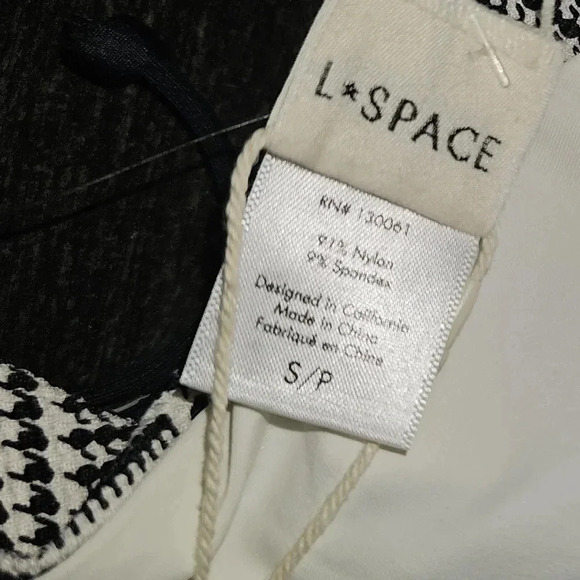 L★SPACE
RN# 130061
91% Nylon
9% Spandex
Designed in California
Made in China
Fabriqué en Chine
S/P